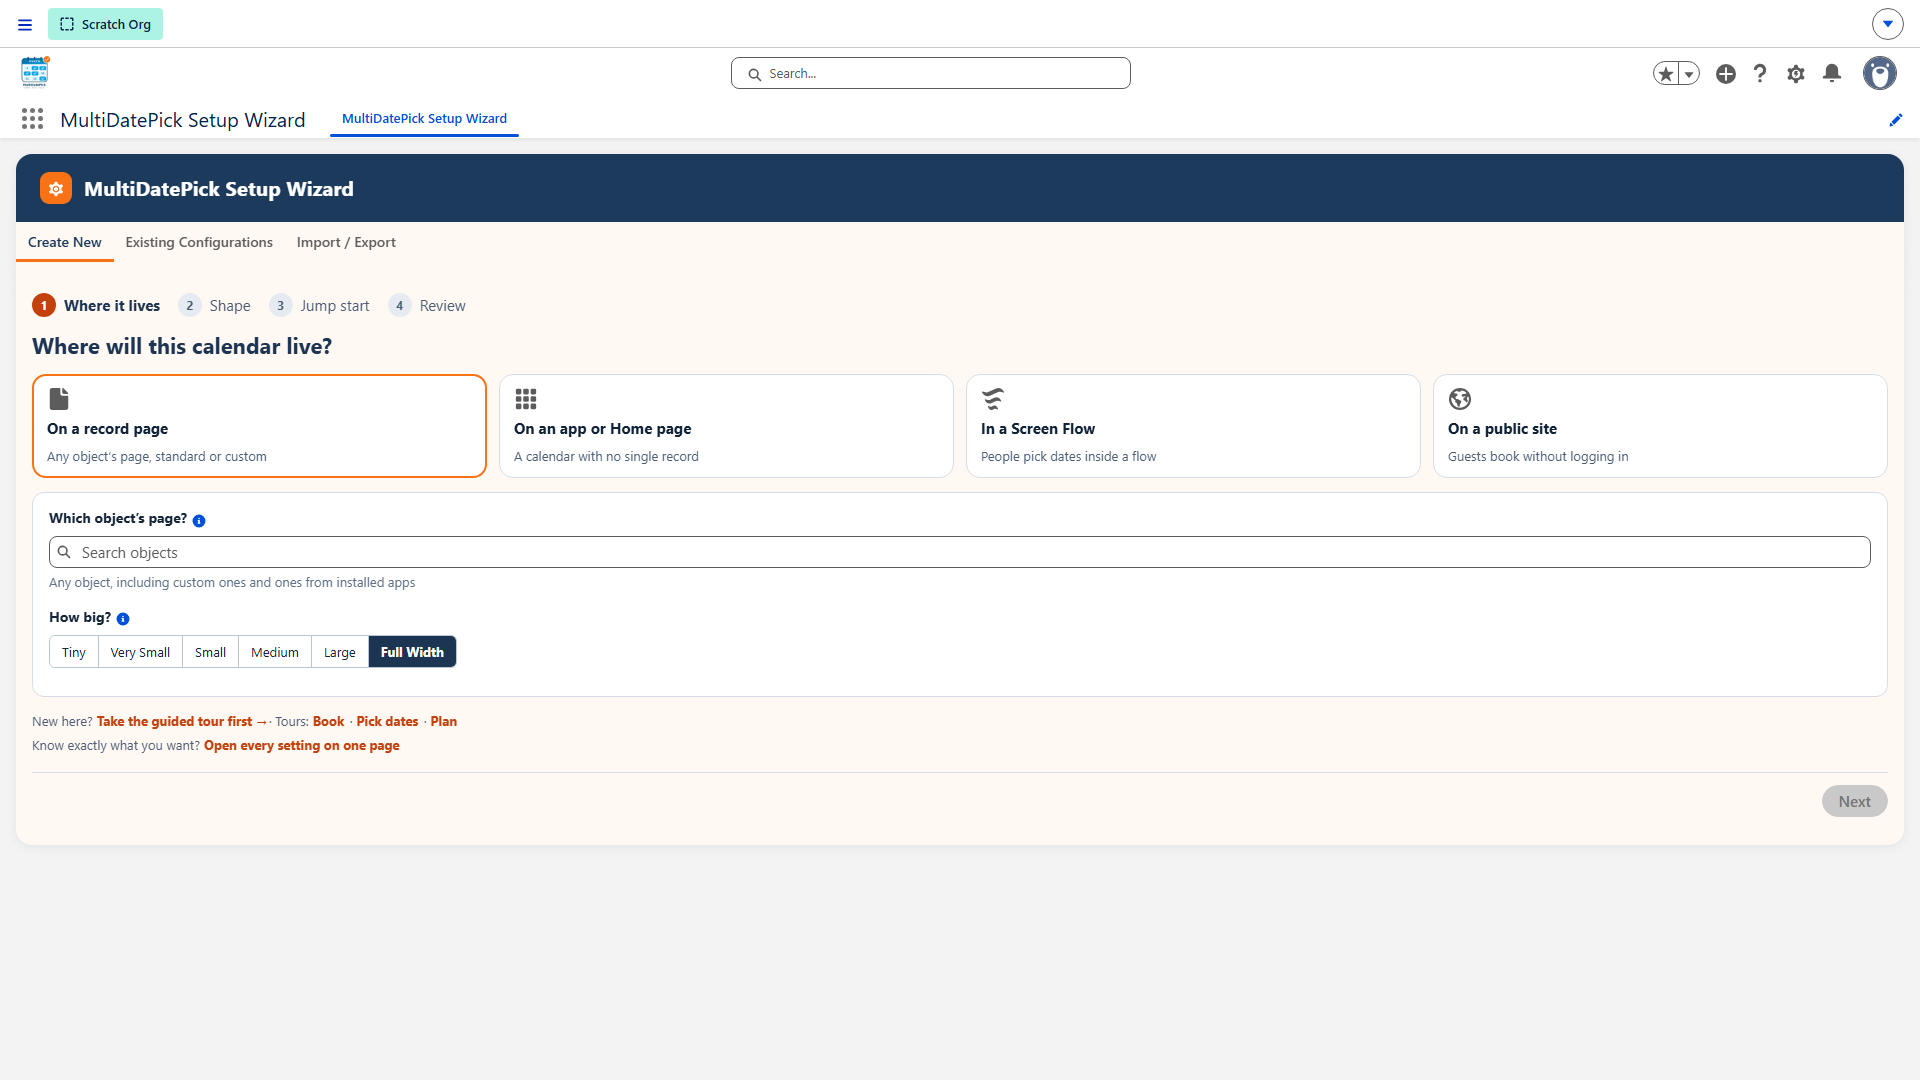 Scratch Org
Search...
MultiDatePick Setup Wizard
MultiDatePick Setup Wizard
MultiDatePick Setup Wizard
Create New
Existing Configurations
Import / Export
1 Where it lives
2 Shape
3 Jump start
4 Review
Where will this calendar live?
On a record page
Any object's page, standard or custom
On an app or Home page
A calendar with no single record
In a Screen Flow
People pick dates inside a flow
On a public site
Guests book without logging in
Which object's page?
Search objects
Any object, including custom ones and ones from installed apps
How big?
Tiny
Very Small
Small
Medium
Large
Full Width
New here? Take the guided tour first → · Tours: Book · Pick dates · Plan
Know exactly what you want? Open every setting on one page
Next